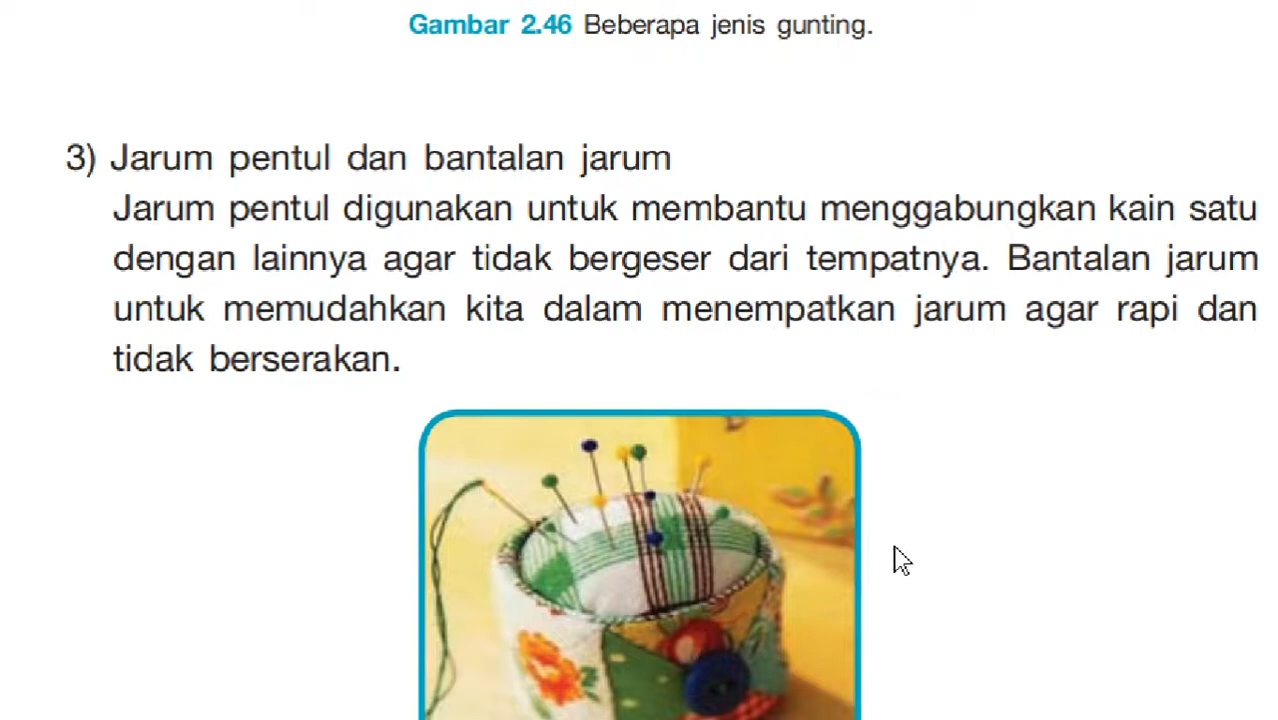 Gambar 2.46 Beberapa jenis gunting.
3) Jarum pentul dan bantalan jarum
Jarum pentul digunakan untuk membantu menggabungkan kain satu
dengan lainnya agar tidak bergeser dari tempatnya. Bantalan jarum
untuk memudahkan kita dalam menempatkan jarum agar rapi dan
tidak berserakan.